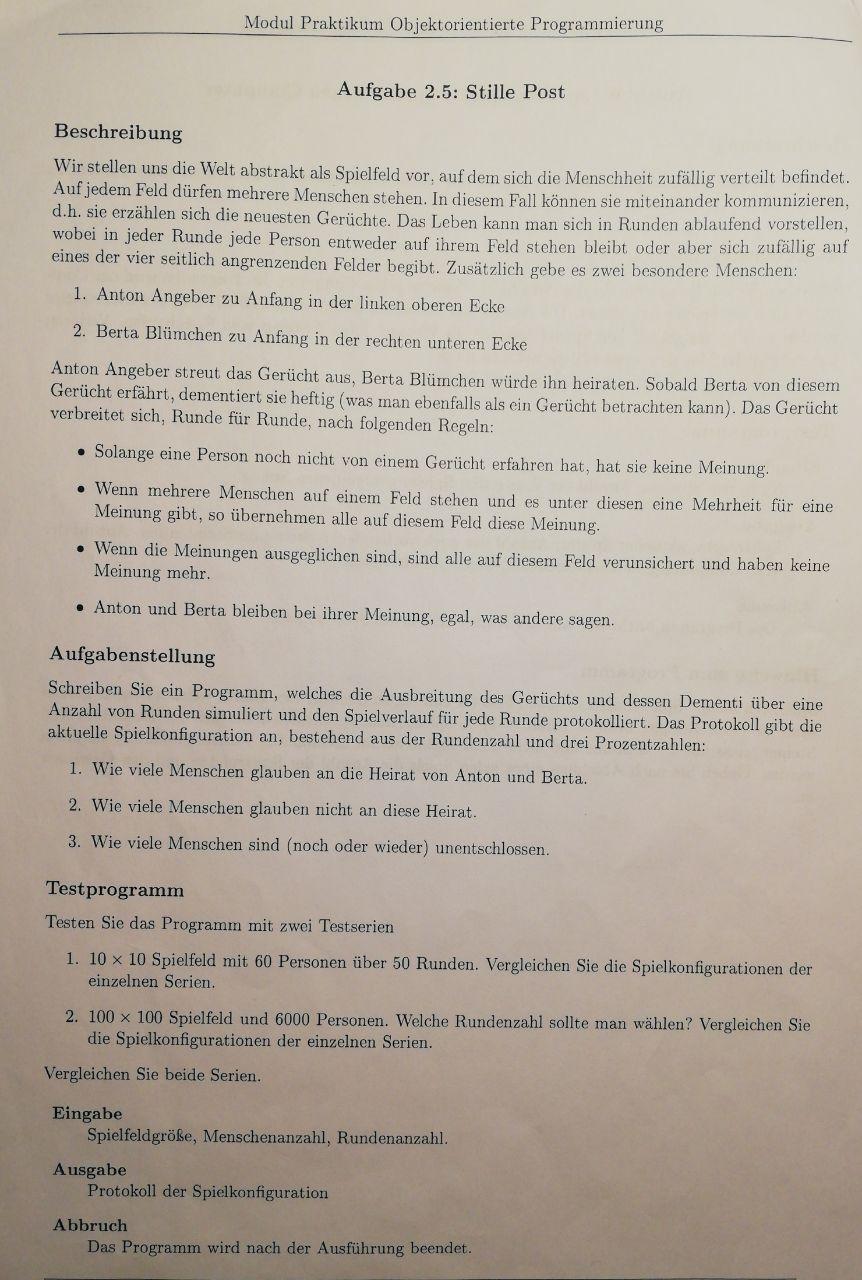 Modul Praktikum Objektorientierte Programmierung
Aufgabe 2.5: Stille Post
Beschreibung
Wir stellen uns die Welt abstrakt als Spielfeld vor, auf dem sich die Menschheit zufällig verteilt befindet.
Auf jedem Feld dürfen mehrere Menschen stehen. In diesem Fall können sie miteinander kommunizieren,
d.h. sie erzählen sich die neuesten Gerüchte. Das Leben kann man sich in Runden ablaufend vorstellen,
wobei in jeder Runde jede Person entweder auf ihrem Feld stehen bleibt oder aber sich zufällig auf
eines der vier seitlich angrenzenden Felder begibt. Zusätzlich gebe es zwei besondere Menschen:
1. Anton Angeber zu Anfang in der linken oberen Ecke
2. Berta Blümchen zu Anfang in der rechten unteren Ecke
Anton Angeber streut das Gerücht aus, Berta Blümchen würde ihn heiraten. Sobald Berta von diesem
Gerücht erfährt, dementiert sie heftig (was man ebenfalls als ein Gerücht betrachten kann). Das Gerücht
verbreitet sich, Runde für Runde, nach folgenden Regeln:
• Solange eine Person noch nicht von einem Gerücht erfahren hat, hat sie keine Meinung.
• Wenn mehrere Menschen auf einem Feld stehen und es unter diesen eine Mehrheit für eine
Meinung gibt, so übernehmen alle auf diesem Feld diese Meinung.
• Wenn die Meinungen ausgeglichen sind, sind alle auf diesem Feld verunsichert und haben keine
Meinung mehr.
• Anton und Berta bleiben bei ihrer Meinung, egal, was andere sagen.
Aufgabenstellung
Schreiben Sie ein Programm, welches die Ausbreitung des Gerüchts und dessen Dementi über eine
Anzahl von Runden simuliert und den Spielverlauf für jede Runde protokolliert. Das Protokoll gibt die
aktuelle Spielkonfiguration an, bestehend aus der Rundenzahl und drei Prozentzahlen:
1. Wie viele Menschen glauben an die Heirat von Anton und Berta.
2. Wie viele Menschen glauben nicht an diese Heirat.
3. Wie viele Menschen sind (noch oder wieder) unentschlossen.
Testprogramm
Testen Sie das Programm mit zwei Testserien
1. 10 × 10 Spielfeld mit 60 Personen über 50 Runden. Vergleichen Sie die Spielkonfigurationen der
einzelnen Serien.
2. 100 × 100 Spielfeld und 6000 Personen. Welche Rundenzahl sollte man wählen? Vergleichen Sie
die Spielkonfigurationen der einzelnen Serien.
Vergleichen Sie beide Serien.
Eingabe
Spielfeldgröße, Menschenanzahl, Rundenanzahl.
Ausgabe
Protokoll der Spielkonfiguration
Abbruch
Das Programm wird nach der Ausführung beendet.